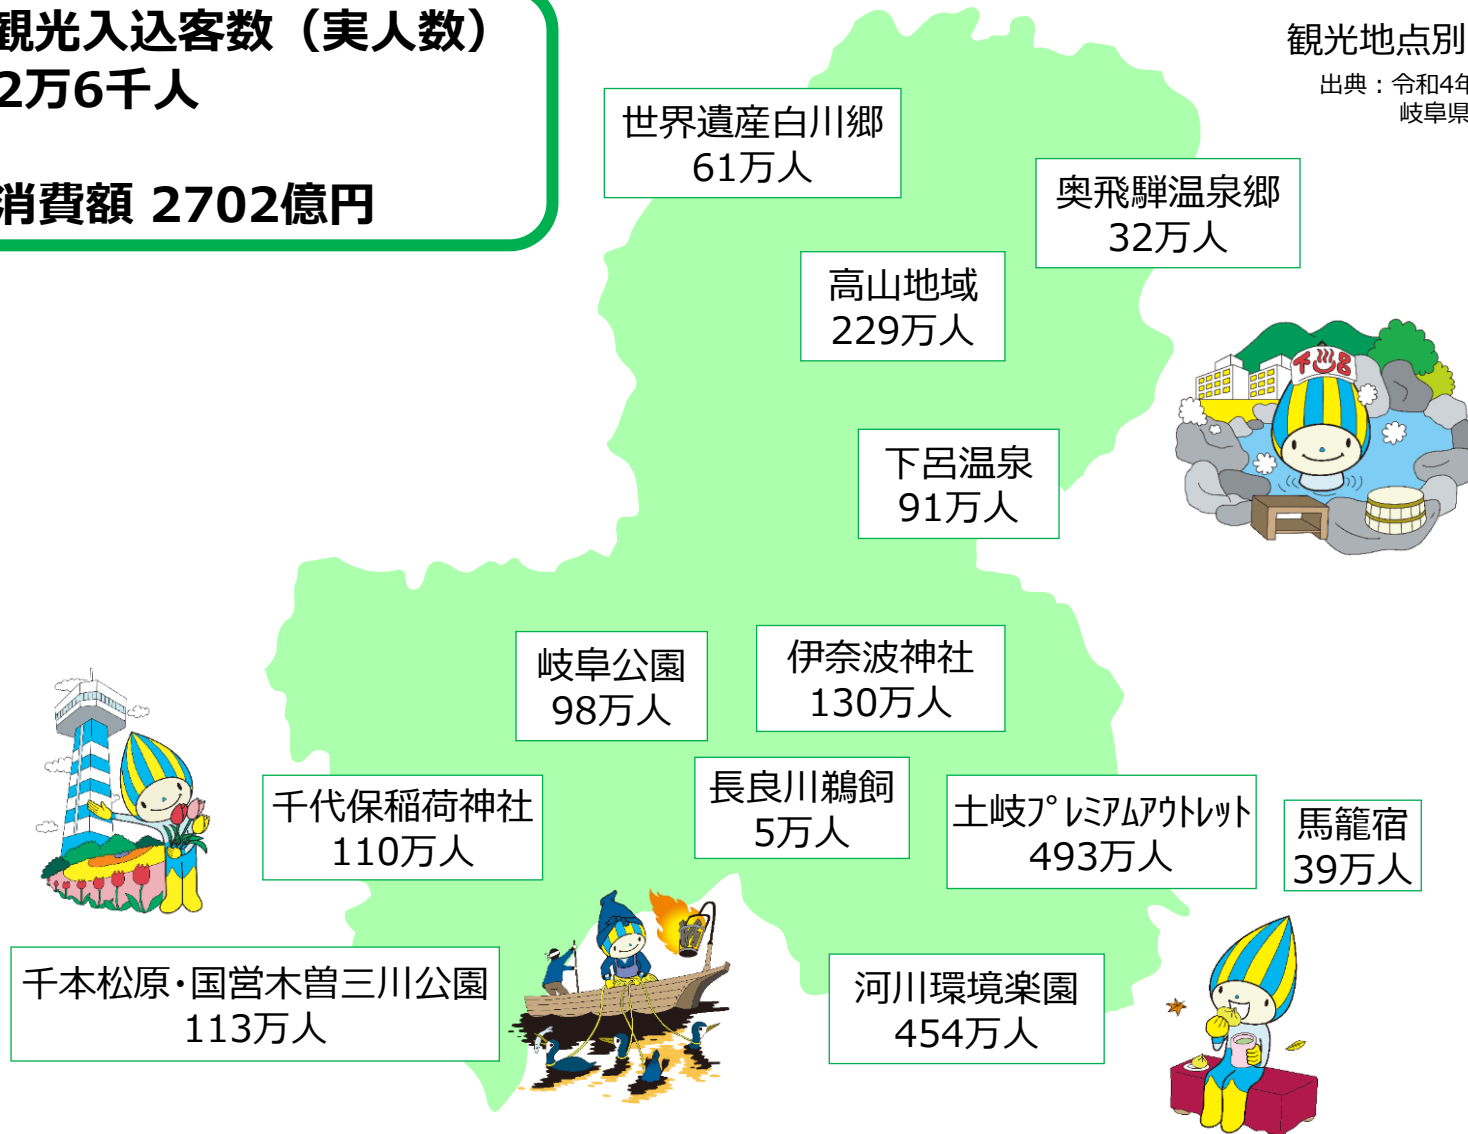 観光入込客数（実人数）
2万6千人
消費額 2702億円
観光地点別
出典：令和4年
岐阜県
世界遺産白川郷
61万人
奥飛騨温泉郷
32万人
高山地域
229万人
下呂
下呂温泉
91万人
岐阜公園
98万人
伊奈波神社
130万人
千代保稲荷神社
110万人
長良川鵜飼
5万人
土岐ﾌﾟﾚﾐｱﾑｱｳﾄﾚｯﾄ
493万人
馬籠宿
39万人
千本松原・国営木曽三川公園
113万人
河川環境楽園
454万人